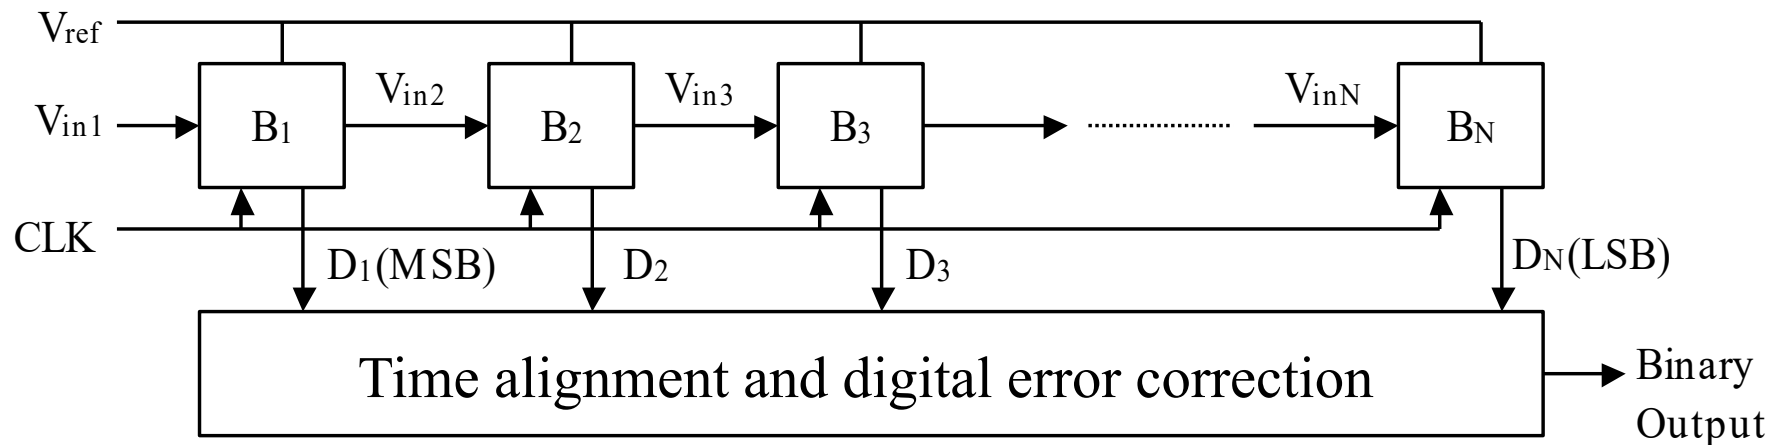 Vref
Vin1
B1
Vin2
B2
Vin3
B3
VinN
BN
CLK
D1(MSB)
D2
D3
DN(LSB)
Time alignment and digital error correction
Binary
Output